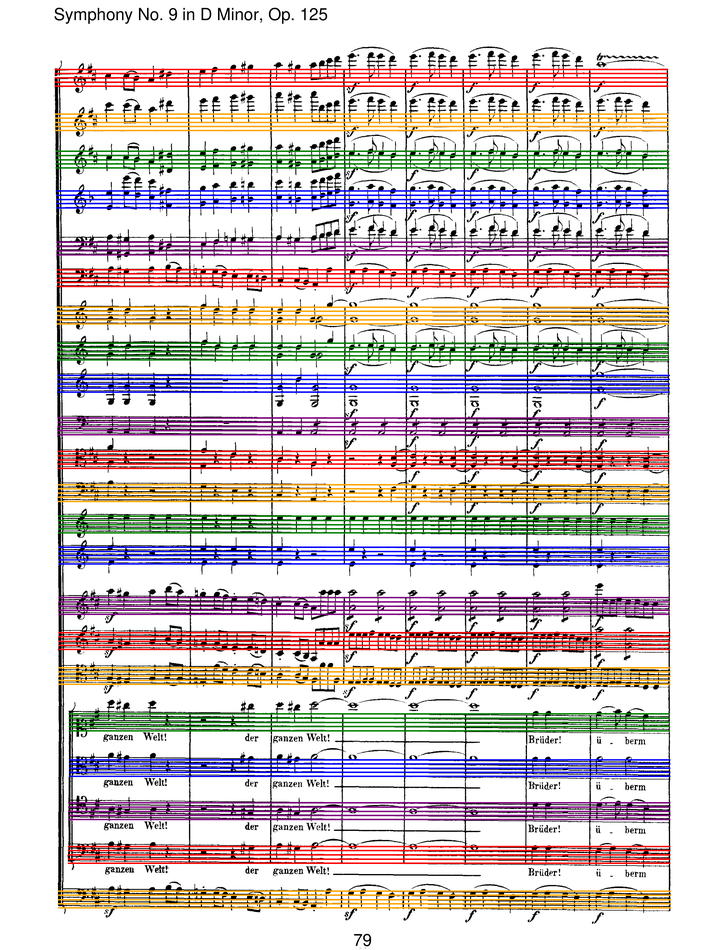 Symphony No. 9 in D Minor, Op. 125
ganzen Welt! der ganzen Welt! Brüder! ü - berm
ganzen Welt! der ganzen Welt! Brüder! ü - berm
ganzen Welt! der ganzen Welt! Brüder! ü - berm
ganzen Welt! der ganzen Welt! Brüder! ü - berm
79